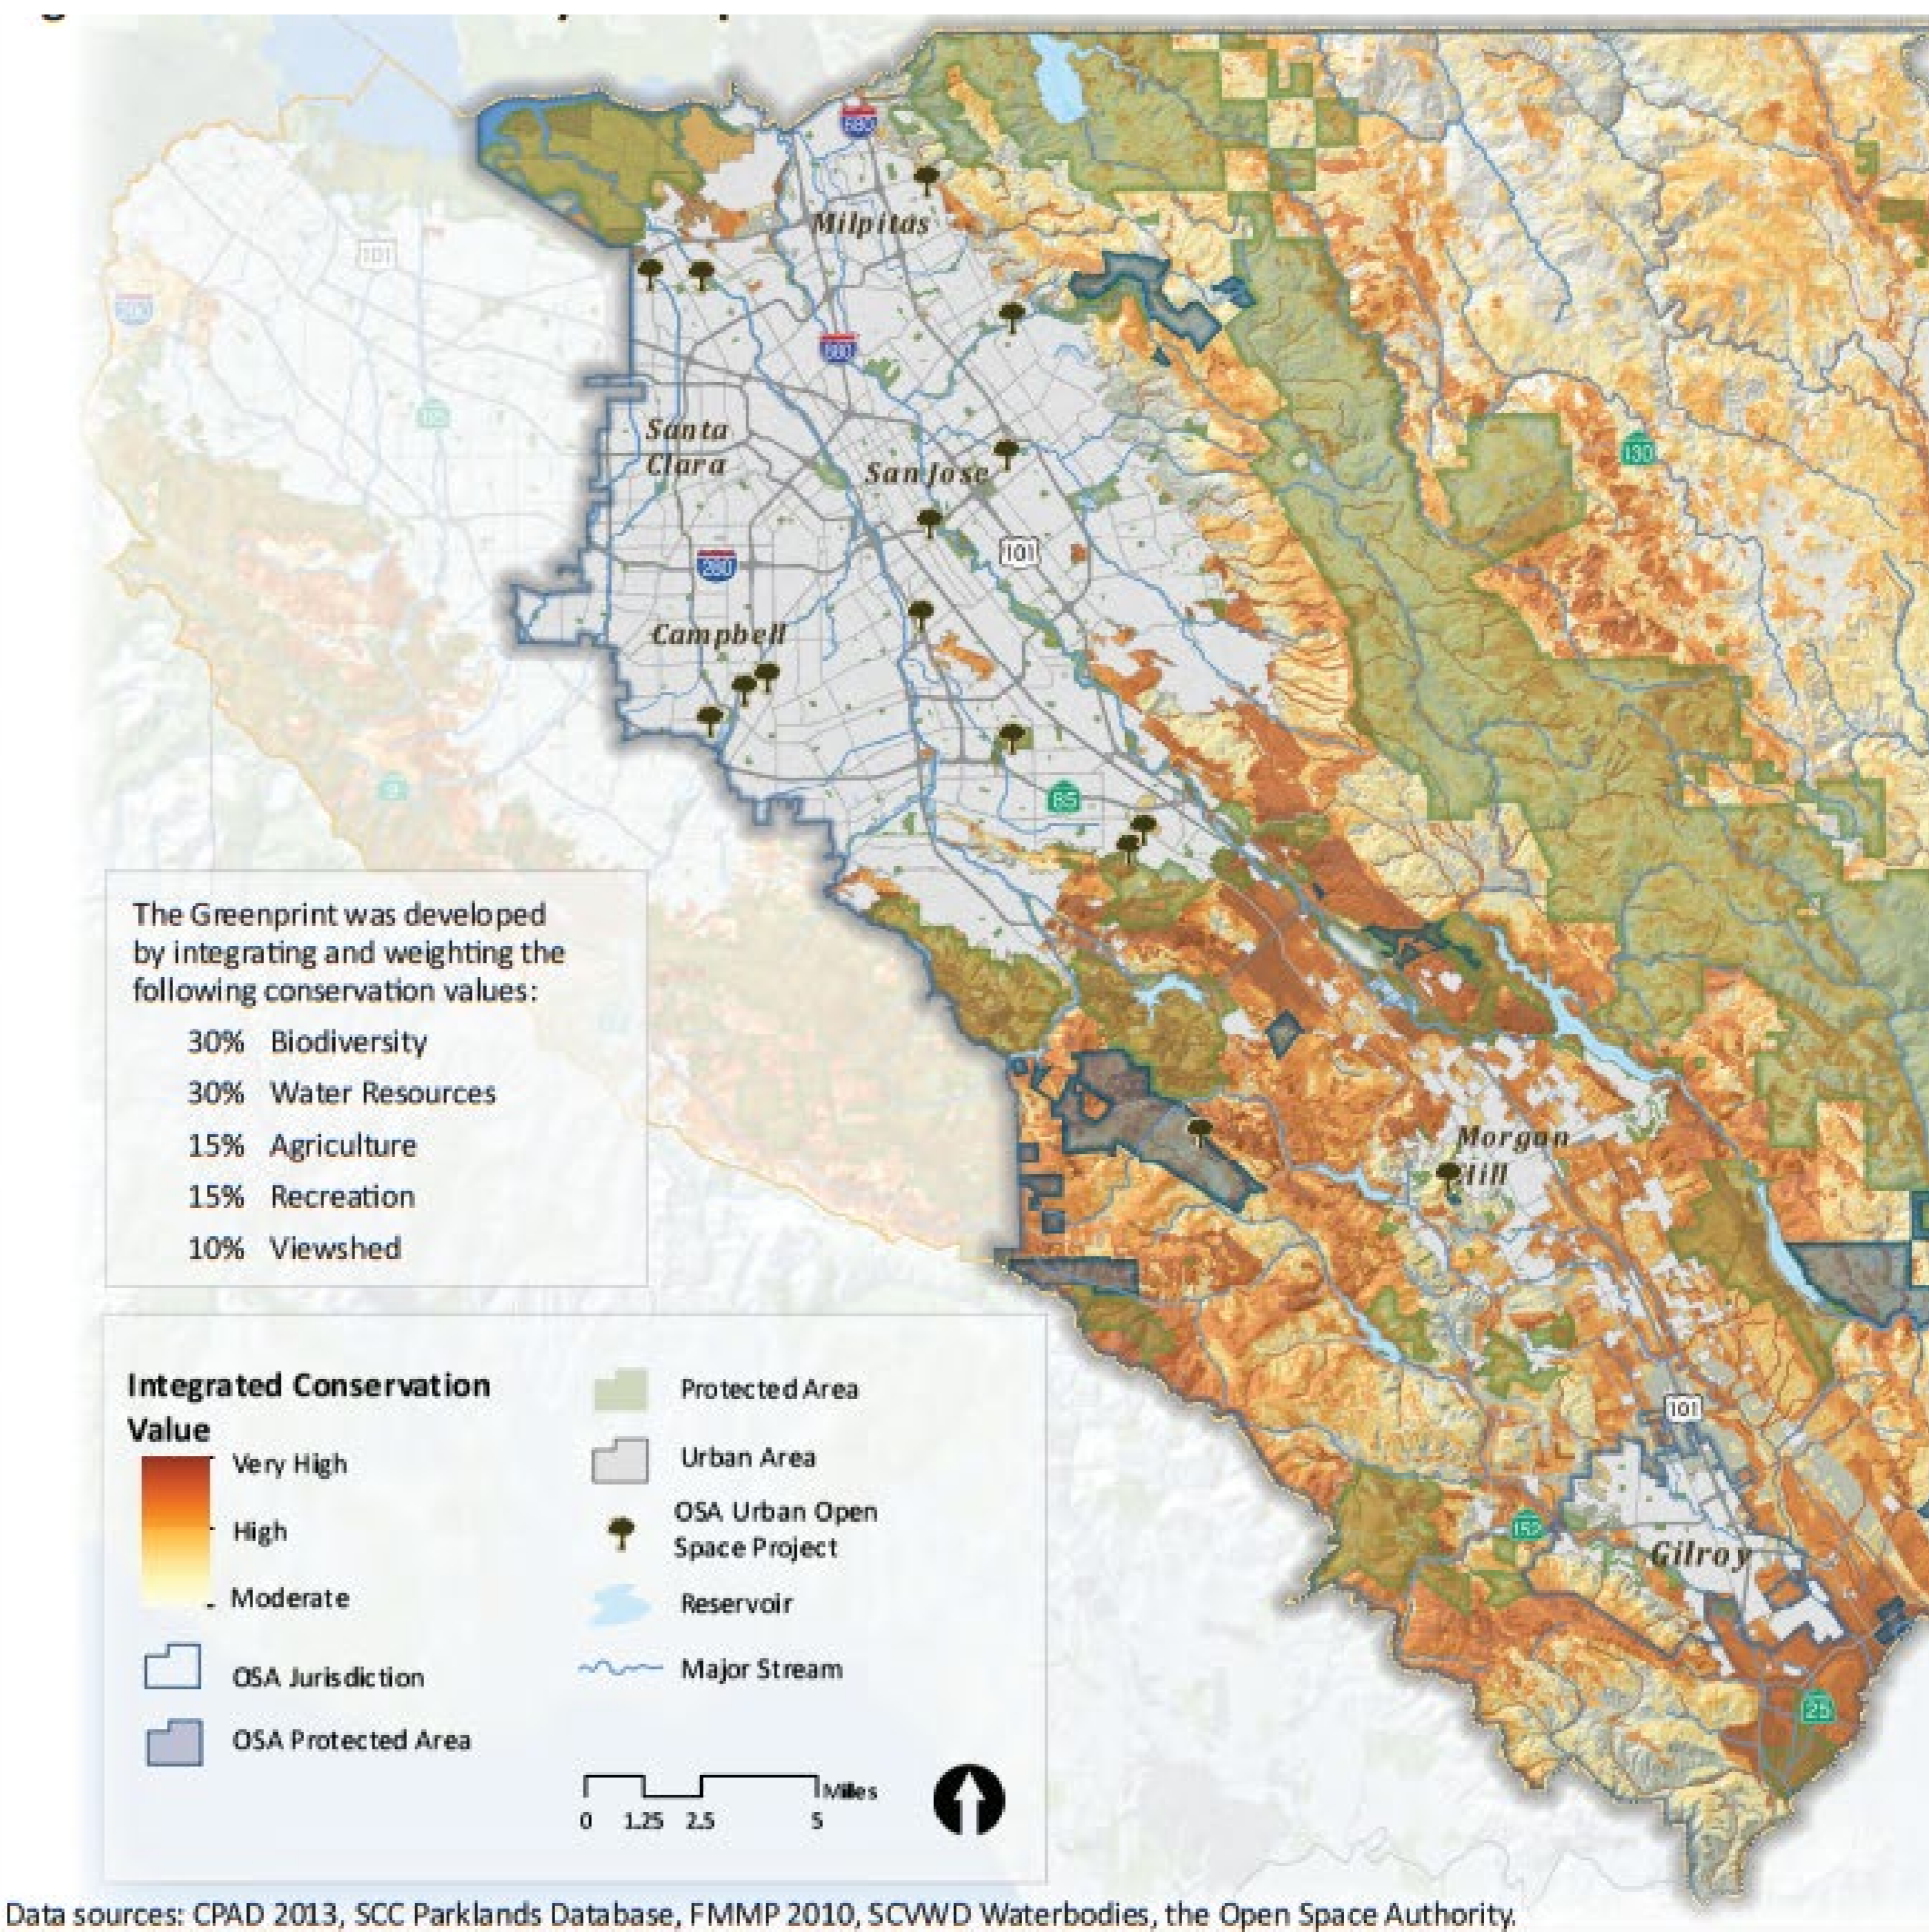 680
Milpitas
101
680
Santa
Clara
San Jose
130
101
280
Campbell
9
85
The Greenprint was developed
by integrating and weighting the
following conservation values:
30% Biodiversity
30% Water Resources
15% Agriculture
15% Recreation
10% Viewshed
Morgan
Hill
Integrated Conservation
Value
Very High
High
Moderate
OSA Jurisdiction
OSA Protected Area
Protected Area
Urban Area
OSA Urban Open
Space Project
Reservoir
Major Stream
Miles
0 1.25 2.5 5
101
152
Gilroy
25
Data sources: CPAD 2013, SCC Parklands Database, FMMP 2010, SCVWD Waterbodies, the Open Space Authority.